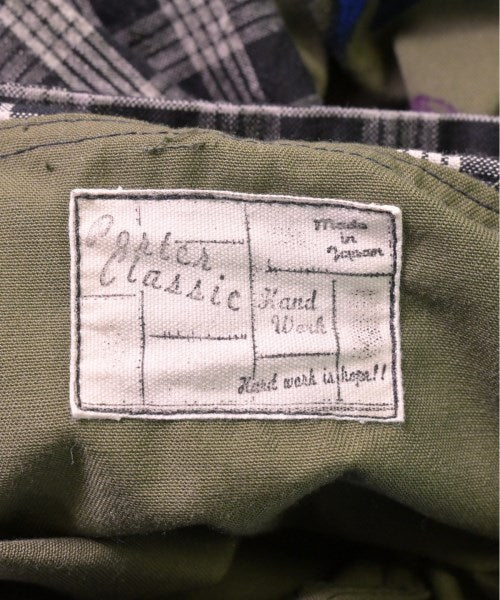 Porter
Classic
Made
in
Japan
Hand
Work
Hand work is hope!!